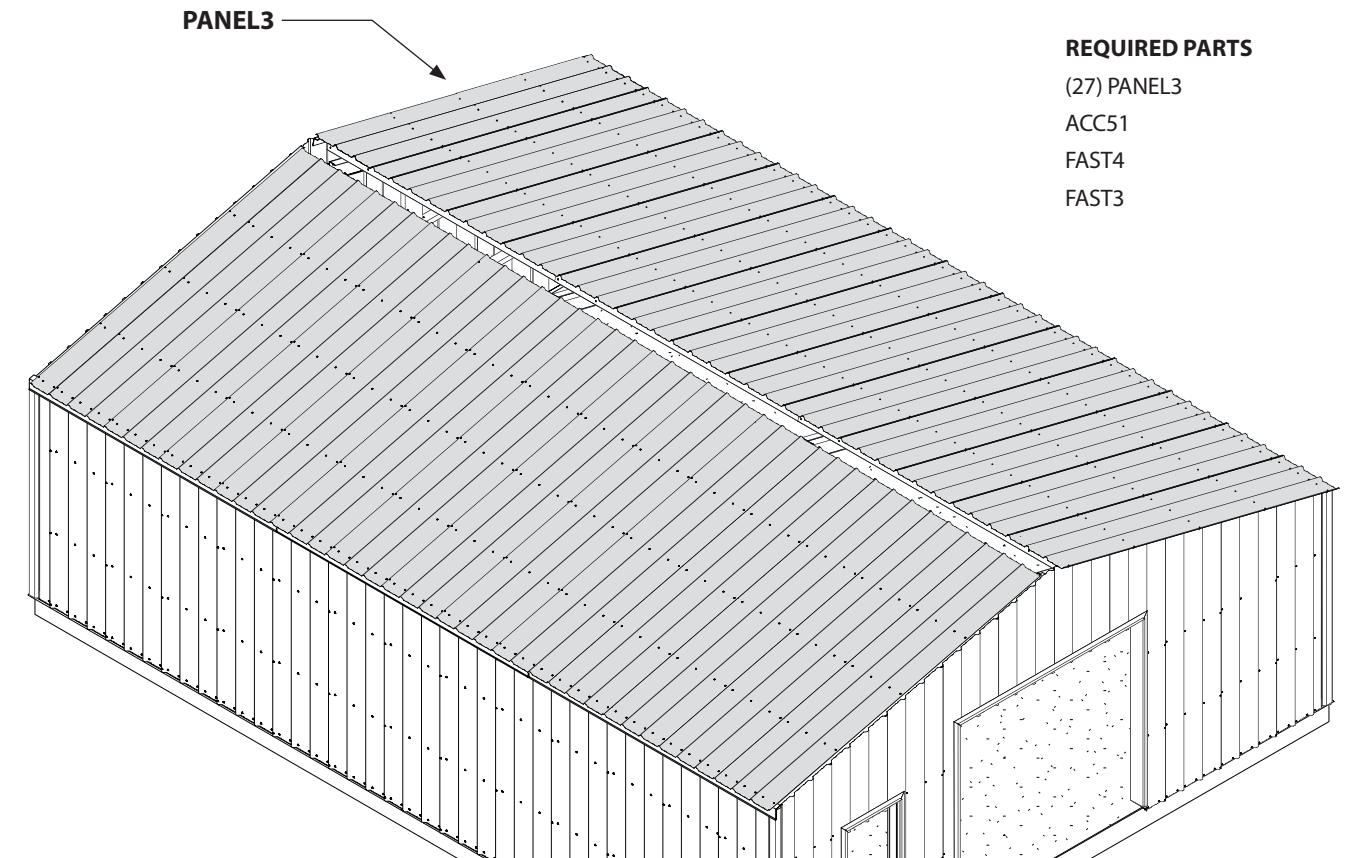 PANEL3
REQUIRED PARTS
(27) PANEL3
ACC51
FAST4
FAST3